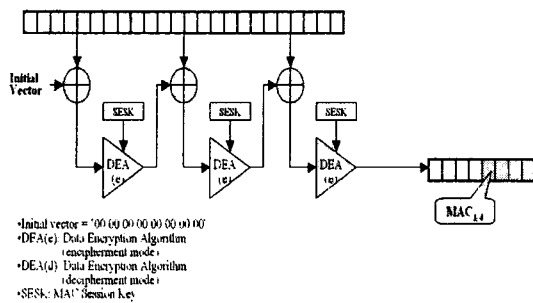 Initial
Vector
SESK
SESK
SESK
DEA
(e)
DEA
(e)
DEA
(e)
MAC
•Initial vector = '00 00 00 00 00 00 00 00'
•DEA(e): Data Encryption Algorithm
(encipherment mode)
•DEA(d): Data Encryption Algorithm
(decipherment mode)
•SESK: MAC Session Key